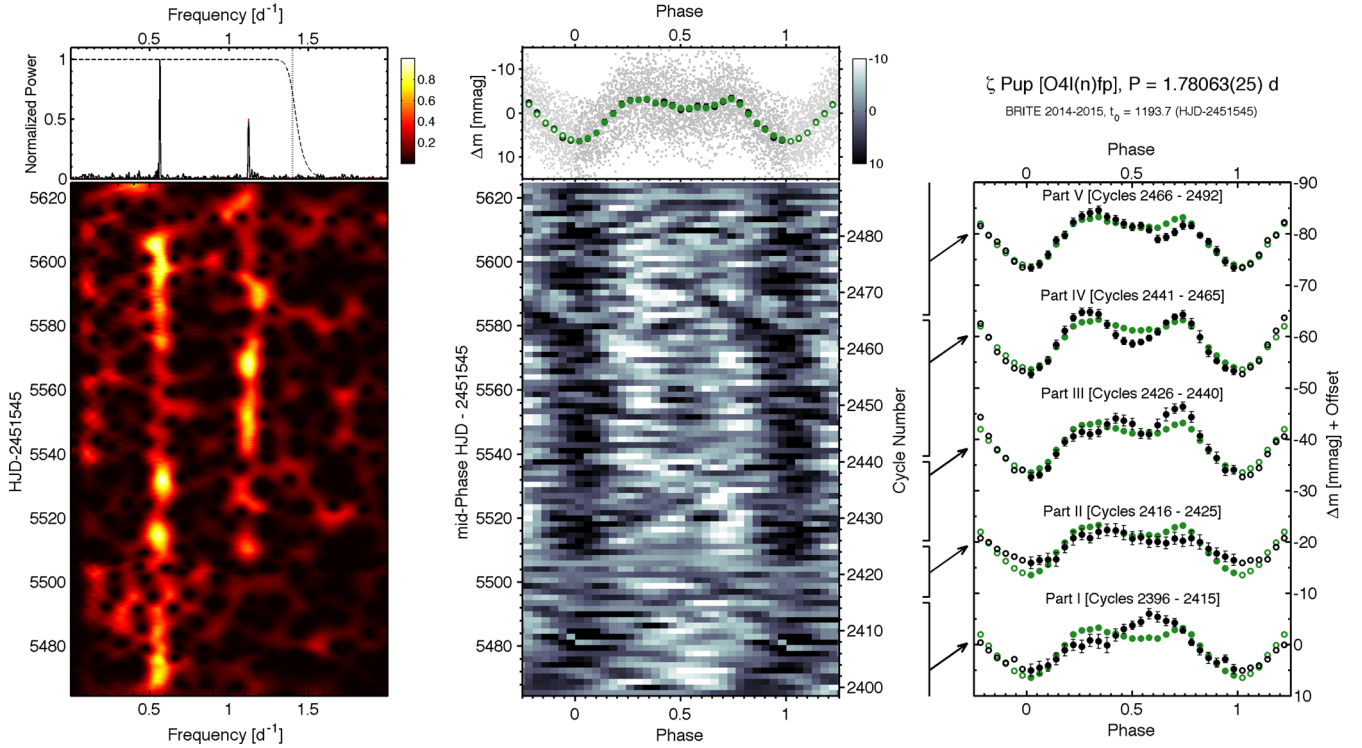 Frequency [d⁻¹]
0.5 1 1.5
Normalized Power
1
0.5
0
0.8
0.6
0.4
0.2
HJD-2451545
5620
5600
5580
5560
5540
5520
5500
5480
0.5 1 1.5
Frequency [d⁻¹]
Phase
0 0.5 1
Δm [mmag]
-10
0
10
-10
0
10
mid-Phase HJD - 2451545
5620
5600
5580
5560
5540
5520
5500
5480
2480
2470
2460
2450
2440
2430
2420
2410
2400
Cycle Number
0 0.5 1
Phase
ζ Pup [O4I(n)fp], P = 1.78063(25) d
BRITE 2014-2015, t₀ = 1193.7 (HJD-2451545)
Phase
0 0.5 1
Part V [Cycles 2466 - 2492]
Part IV [Cycles 2441 - 2465]
Part III [Cycles 2426 - 2440]
Part II [Cycles 2416 - 2425]
Part I [Cycles 2396 - 2415]
-90
-80
-70
-60
-50
-40
-30
-20
-10
0
10
Δm [mmag] + Offset
0 0.5 1
Phase